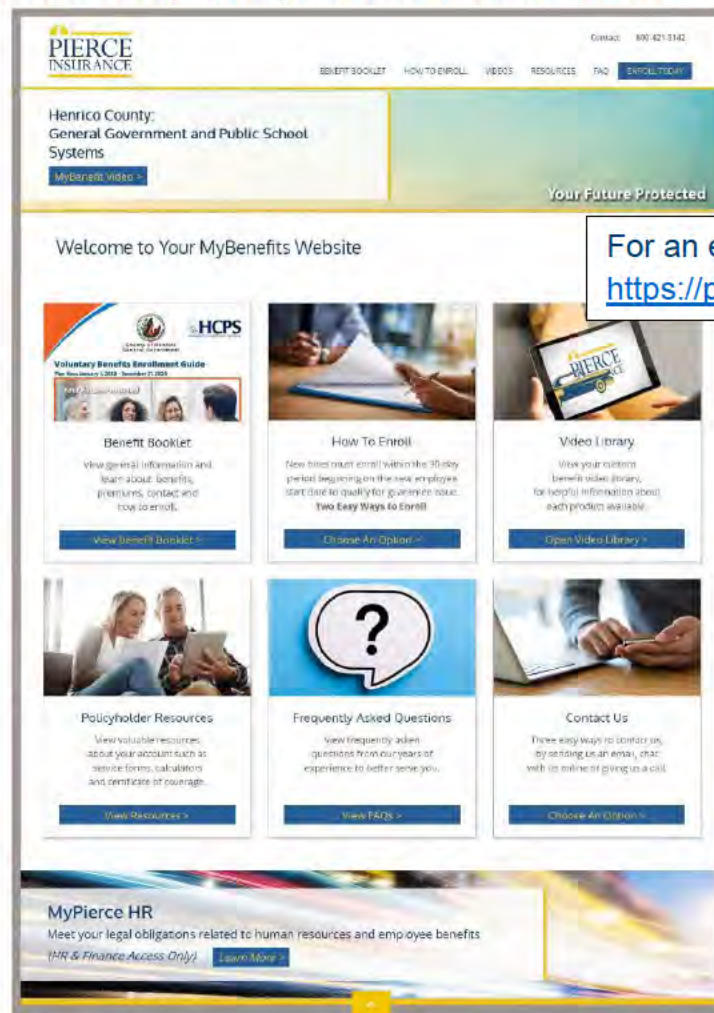 PIERCE
INSURANCE
Contact 800-421-3142
BENEFIT BOOKLET HOW TO ENROLL VIDEOS RESOURCES FAQ ENROLL TODAY
Henrico County:
General Government and Public School
Systems
MyBenefit Video >
Your Future Protected
Welcome to Your MyBenefits Website
For an e
https://p
HCPS
Voluntary Benefits Enrollment Guide
PIERCE
Benefit Booklet
View general information and
learn about: benefits,
premiums, contact and
how to enroll.
View Benefit Booklet >
How To Enroll
New hires must enroll within the 30-day
period beginning on the new employee
start date to qualify for guarantee issue.
Two Easy Ways to Enroll
Choose An Option >
Video Library
View your custom
benefit video library,
for helpful information about
each product available.
Open Video Library >
Policyholder Resources
View valuable resources
about your account such as
service forms, calculators
and certificate of coverage.
View Resources >
Frequently Asked Questions
View frequently asked
questions from our years of
experience to better serve you.
View FAQs >
Contact Us
Three easy ways to contact us,
by sending us an email, chat
with us online or giving us a call.
Choose An Option >
MyPierce HR
Meet your legal obligations related to human resources and employee benefits
(HR & Finance Access Only) Learn More >